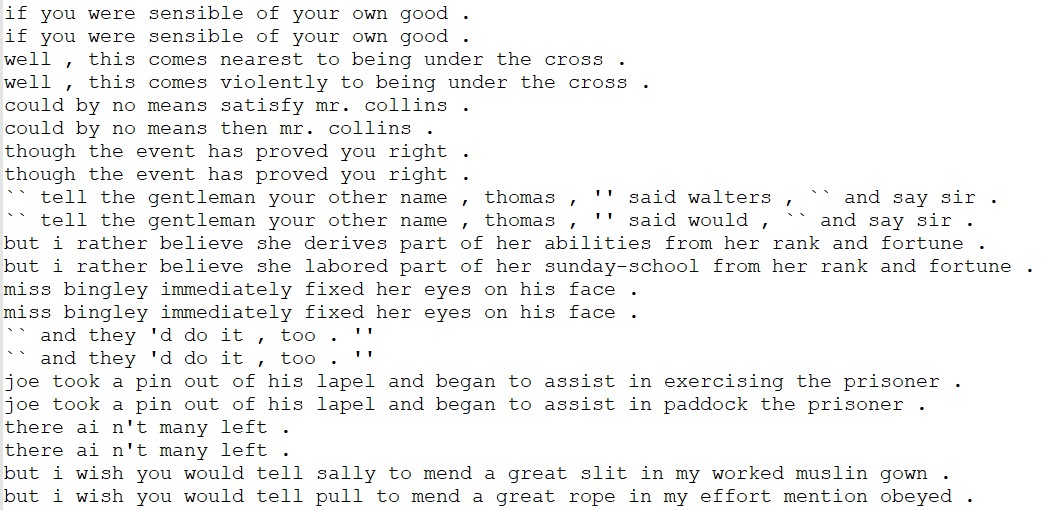 if you were sensible of your own good .
if you were sensible of your own good .
well , this comes nearest to being under the cross .
well , this comes violently to being under the cross .
could by no means satisfy mr. collins .
could by no means then mr. collins .
though the event has proved you right .
though the event has proved you right .
`` tell the gentleman your other name , thomas , '' said walters , `` and say sir .
`` tell the gentleman your other name , thomas , '' said would , `` and say sir .
but i rather believe she derives part of her abilities from her rank and fortune .
but i rather believe she labored part of her sunday-school from her rank and fortune .
miss bingley immediately fixed her eyes on his face .
miss bingley immediately fixed her eyes on his face .
`` and they 'd do it , too . ''
`` and they 'd do it , too . ''
joe took a pin out of his lapel and began to assist in exercising the prisoner .
joe took a pin out of his lapel and began to assist in paddock the prisoner .
there ai n't many left .
there ai n't many left .
but i wish you would tell sally to mend a great slit in my worked muslin gown .
but i wish you would tell pull to mend a great rope in my effort mention obeyed .